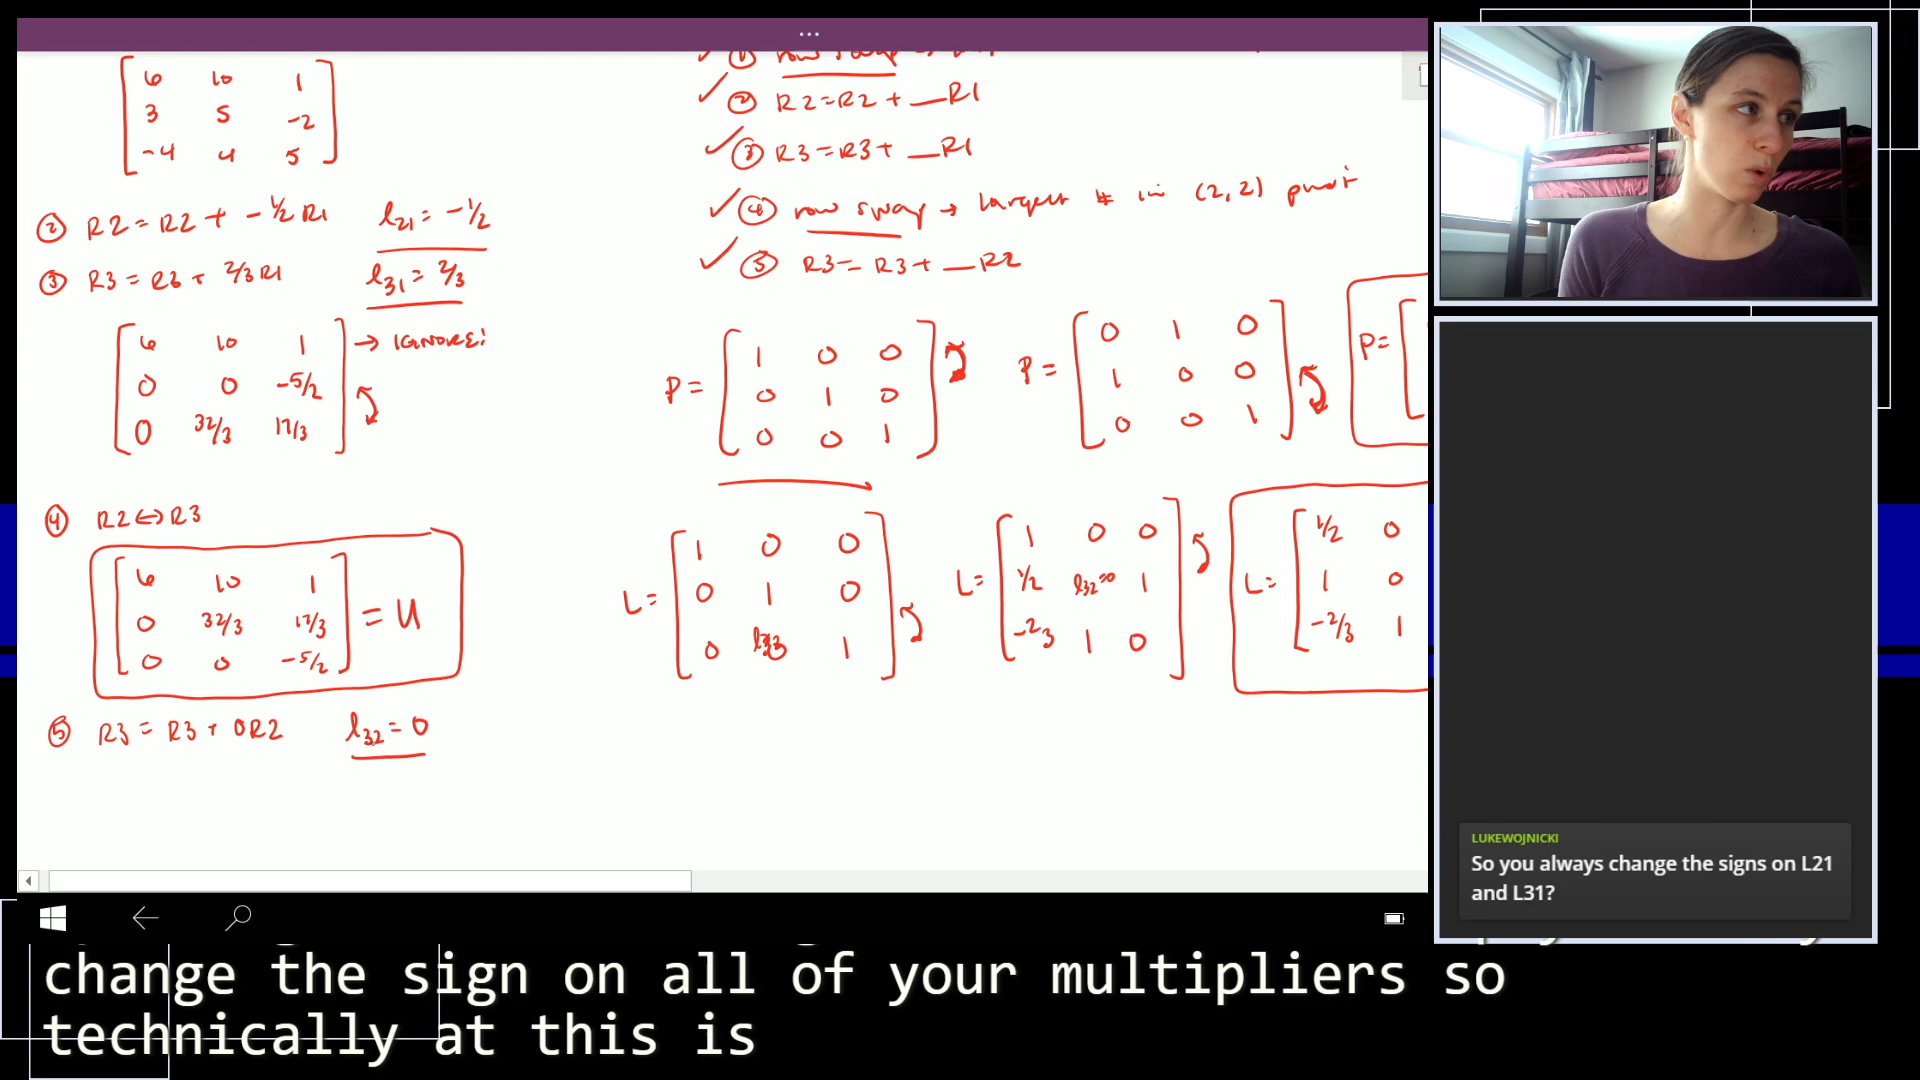 ...
6 10 1
3 5 -2
-4 4 5
② R2=R2 + -1/2 R1 l21 = -1/2
③ R3 = R3 + 2/3 R1 l31 = 2/3
6 10 1 → IGNORE!
0 0 -5/2
0 32/3 17/3
④ R2↔R3
6 10 1
0 32/3 17/3 = U
0 0 -5/2
⑤ R3 = R3 + 0R2 l32 = 0
① row swap
✓ ② R2=R2 + __R1
✓ ③ R3=R3 + __R1
✓ ④ row swap → largest # in (2,2) pivot
✓ ⑤ R3= R3+ __R2
P =
1 0 0
0 1 0
0 0 1
P =
0 1 0
1 0 0
0 0 1
P=
L =
1 0 0
0 1 0
0 1
L=
1 0 0
1/2 l32=0 1
-2/3 1 0
L=
1/2 0
1 0
-2/3 1
LUKEWOJNICKI
So you always change the signs on L21
and L31?
change the sign on all of your multipliers so
technically at this is